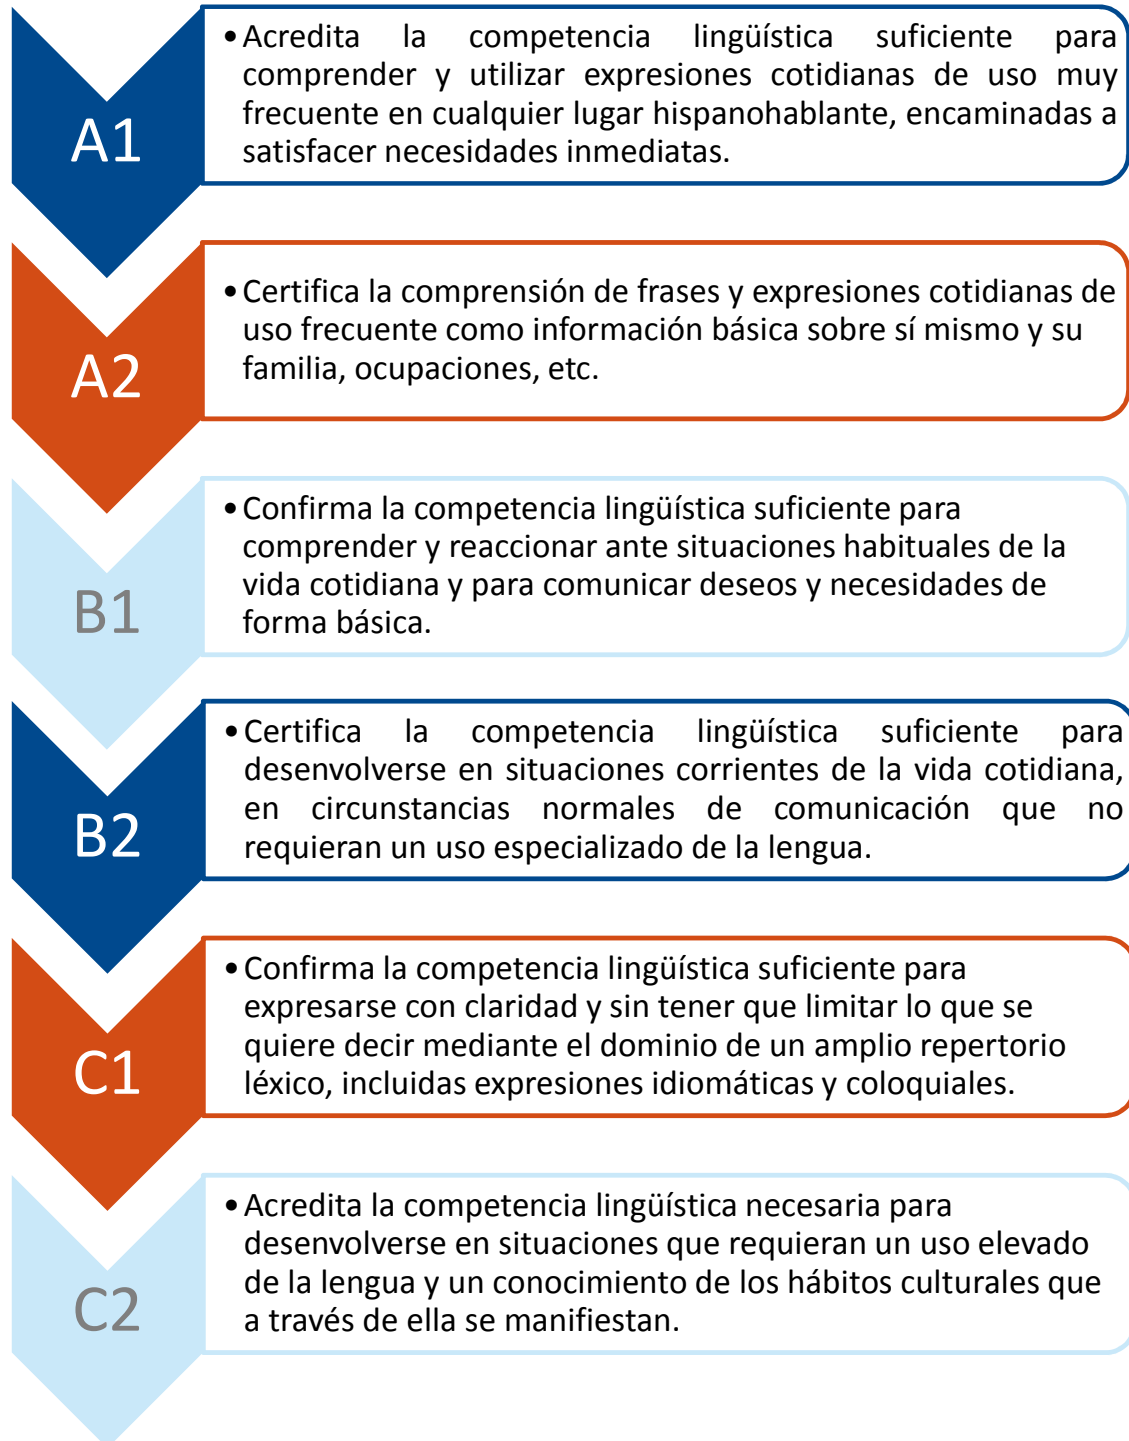 A1
•Acredita la competencia lingüística suficiente para
comprender y utilizar expresiones cotidianas de uso muy
frecuente en cualquier lugar hispanohablante, encaminadas a
satisfacer necesidades inmediatas.
A2
•Certifica la comprensión de frases y expresiones cotidianas de
uso frecuente como información básica sobre sí mismo y su
familia, ocupaciones, etc.
B1
•Confirma la competencia lingüística suficiente para
comprender y reaccionar ante situaciones habituales de la
vida cotidiana y para comunicar deseos y necesidades de
forma básica.
B2
•Certifica la competencia lingüística suficiente para
desenvolverse en situaciones corrientes de la vida cotidiana,
en circunstancias normales de comunicación que no
requieran un uso especializado de la lengua.
C1
•Confirma la competencia lingüística suficiente para
expresarse con claridad y sin tener que limitar lo que se
quiere decir mediante el dominio de un amplio repertorio
léxico, incluidas expresiones idiomáticas y coloquiales.
C2
•Acredita la competencia lingüística necesaria para
desenvolverse en situaciones que requieran un uso elevado
de la lengua y un conocimiento de los hábitos culturales que
a través de ella se manifiestan.